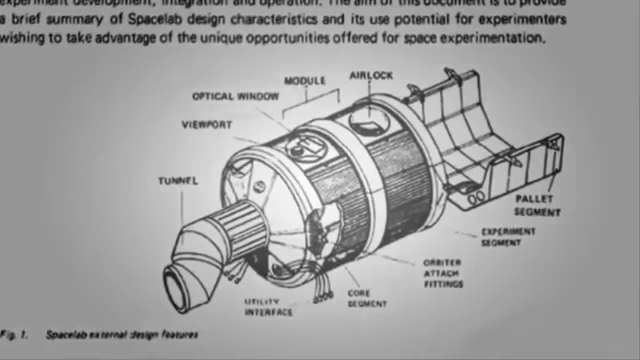 experiment development, integration and operation. The aim of this document is to provide
a brief summary of Spacelab design characteristics and its use potential for experimenters
wishing to take advantage of the unique opportunities offered for space experimentation.
MODULE
AIRLOCK
OPTICAL WINDOW
VIEWPORT
TUNNEL
PALLET
SEGMENT
EXPERIMENT
SEGMENT
ORBITER
ATTACH
FITTINGS
CORE
SEGMENT
UTILITY
INTERFACE
Fig. 1. Spacelab external design features